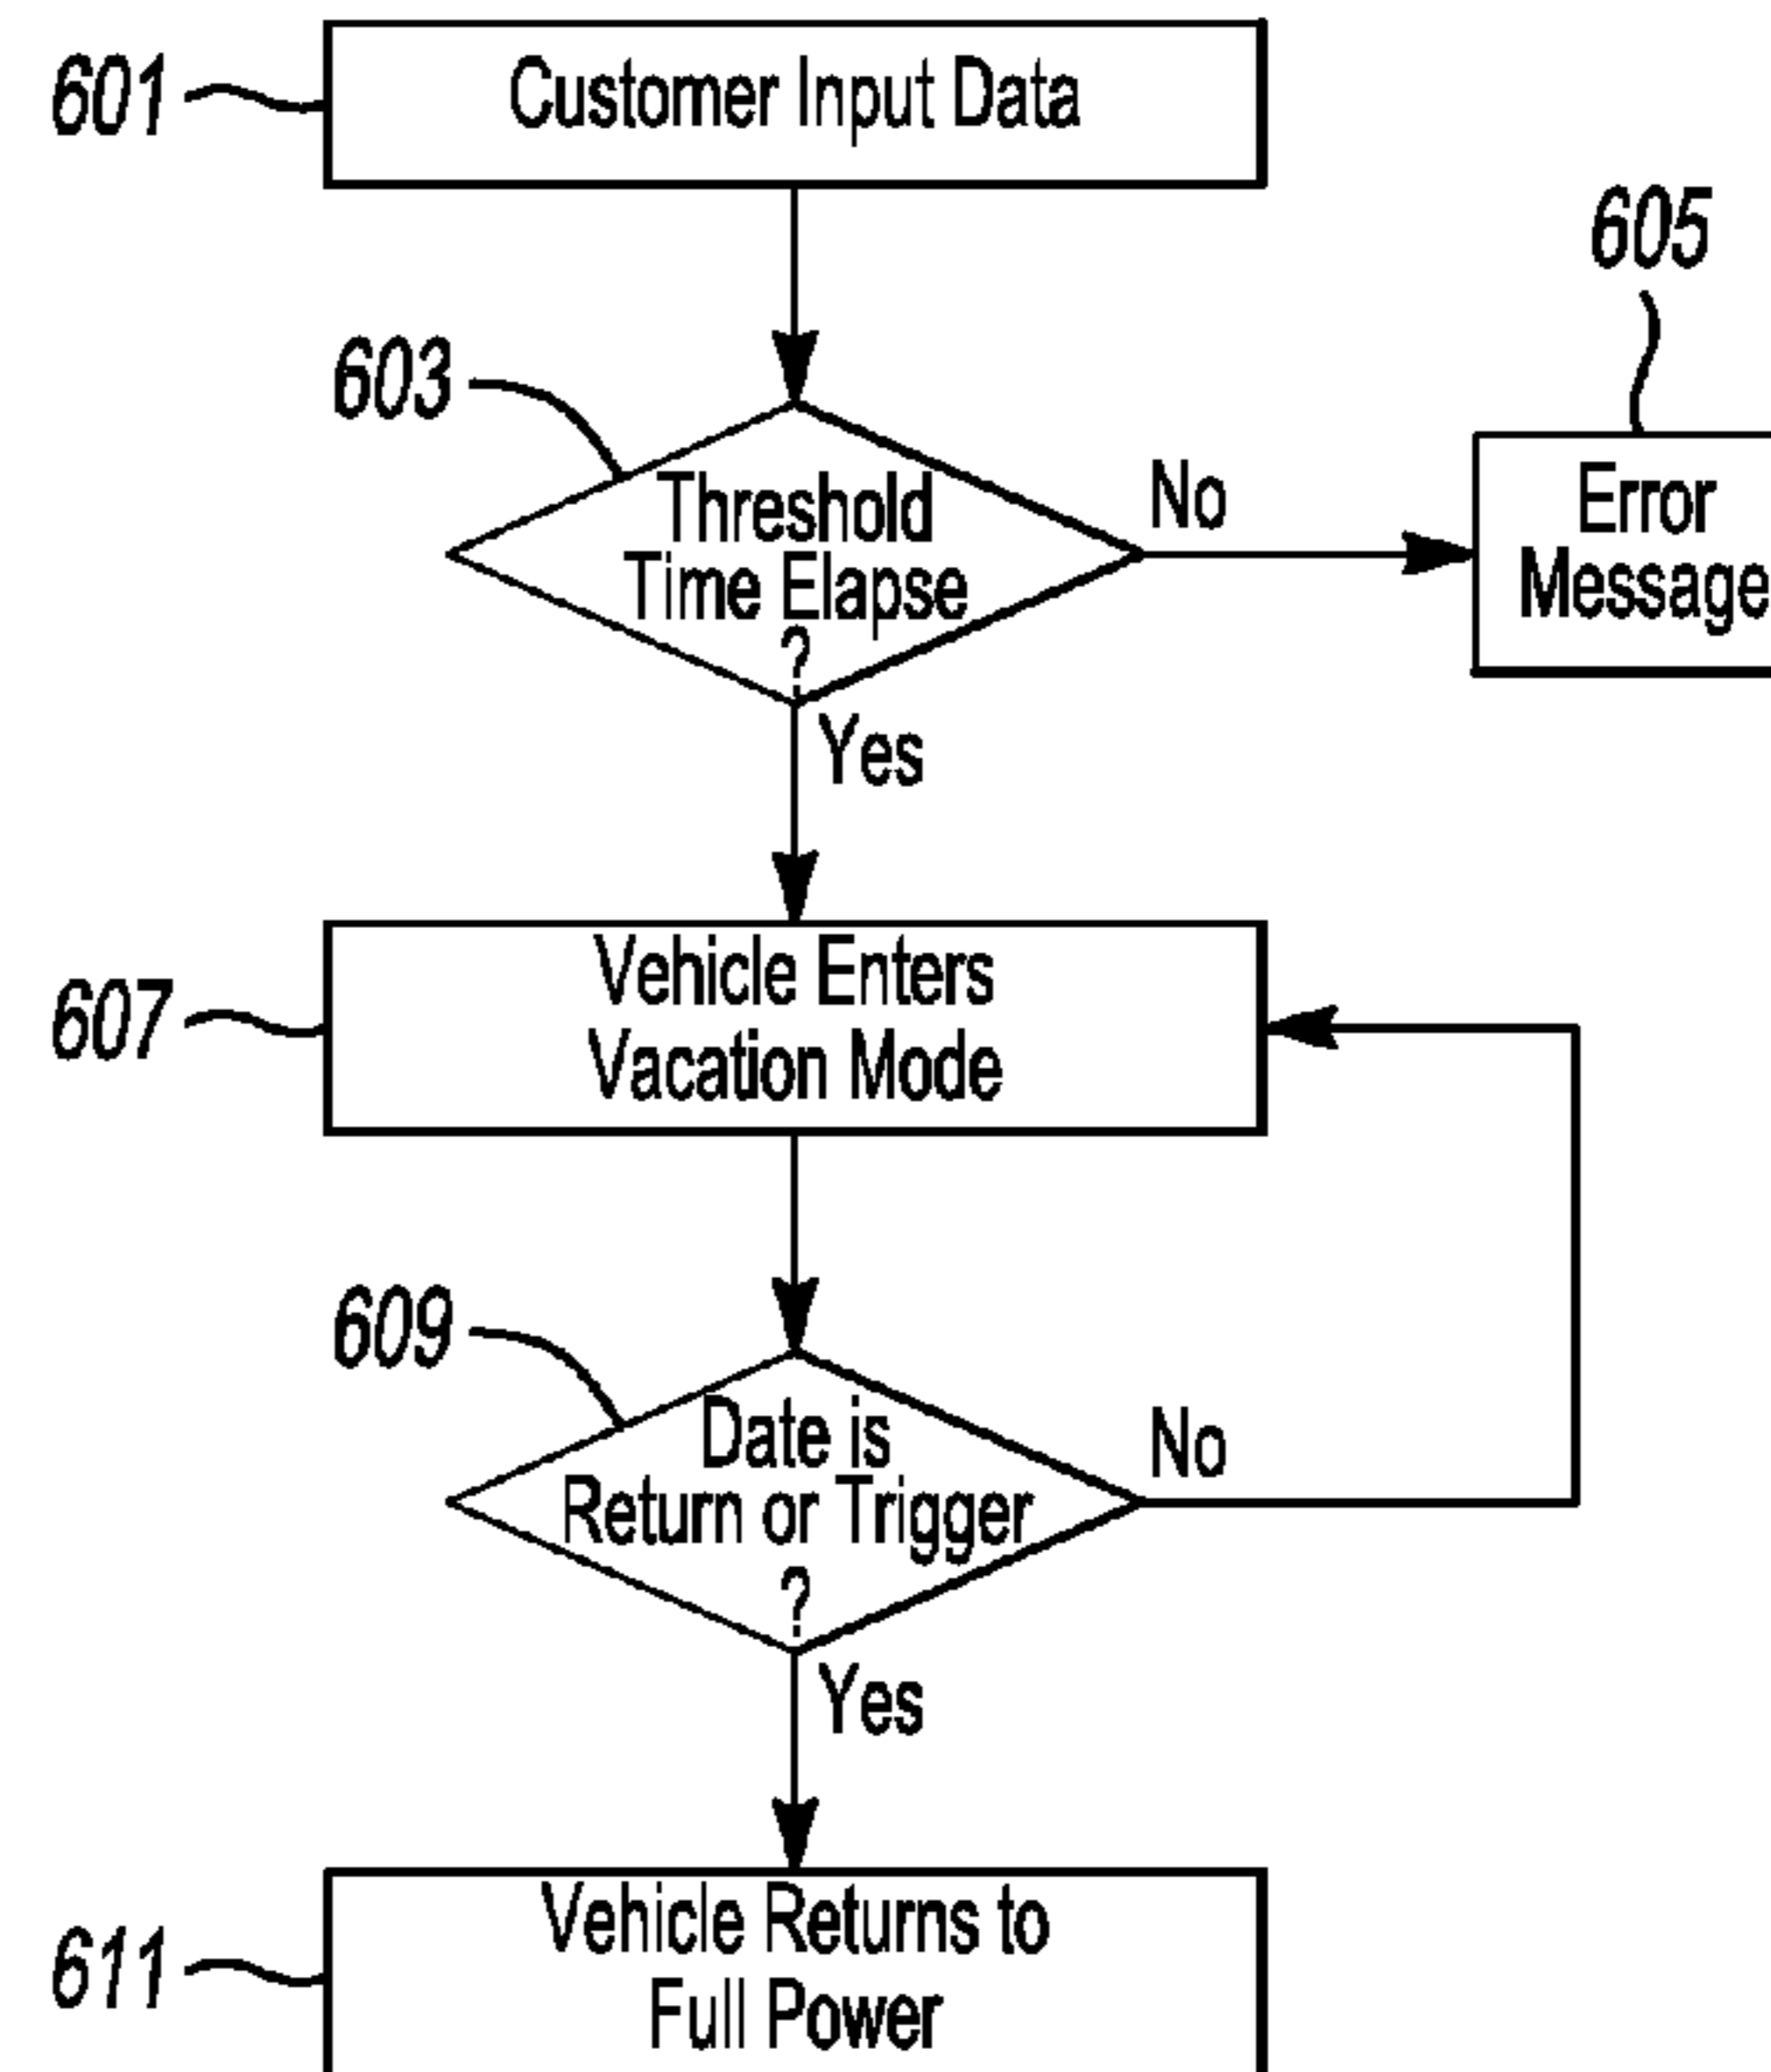 601
Customer Input Data
605
603
Threshold
Time Elapse
?
No
Error
Message
Yes
607
Vehicle Enters
Vacation Mode
609
Date is
Return or Trigger
?
No
Yes
611
Vehicle Returns to
Full Power